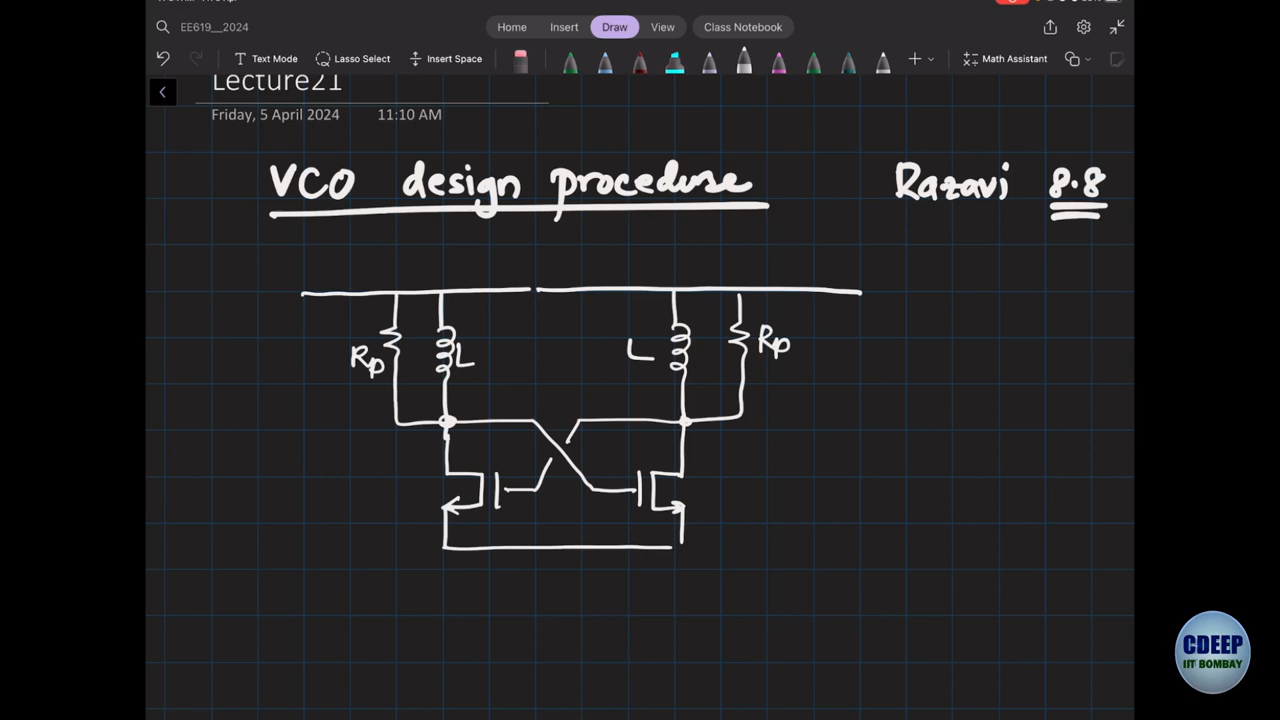 EE619__2024
Home Insert Draw View Class Notebook
Text Mode Lasso Select Insert Space Math Assistant
Lecture21
Friday, 5 April 2024 11:10 AM
VCO design procedure Razavi 8.8
Rp L L Rp
CDEEP
IIT BOMBAY